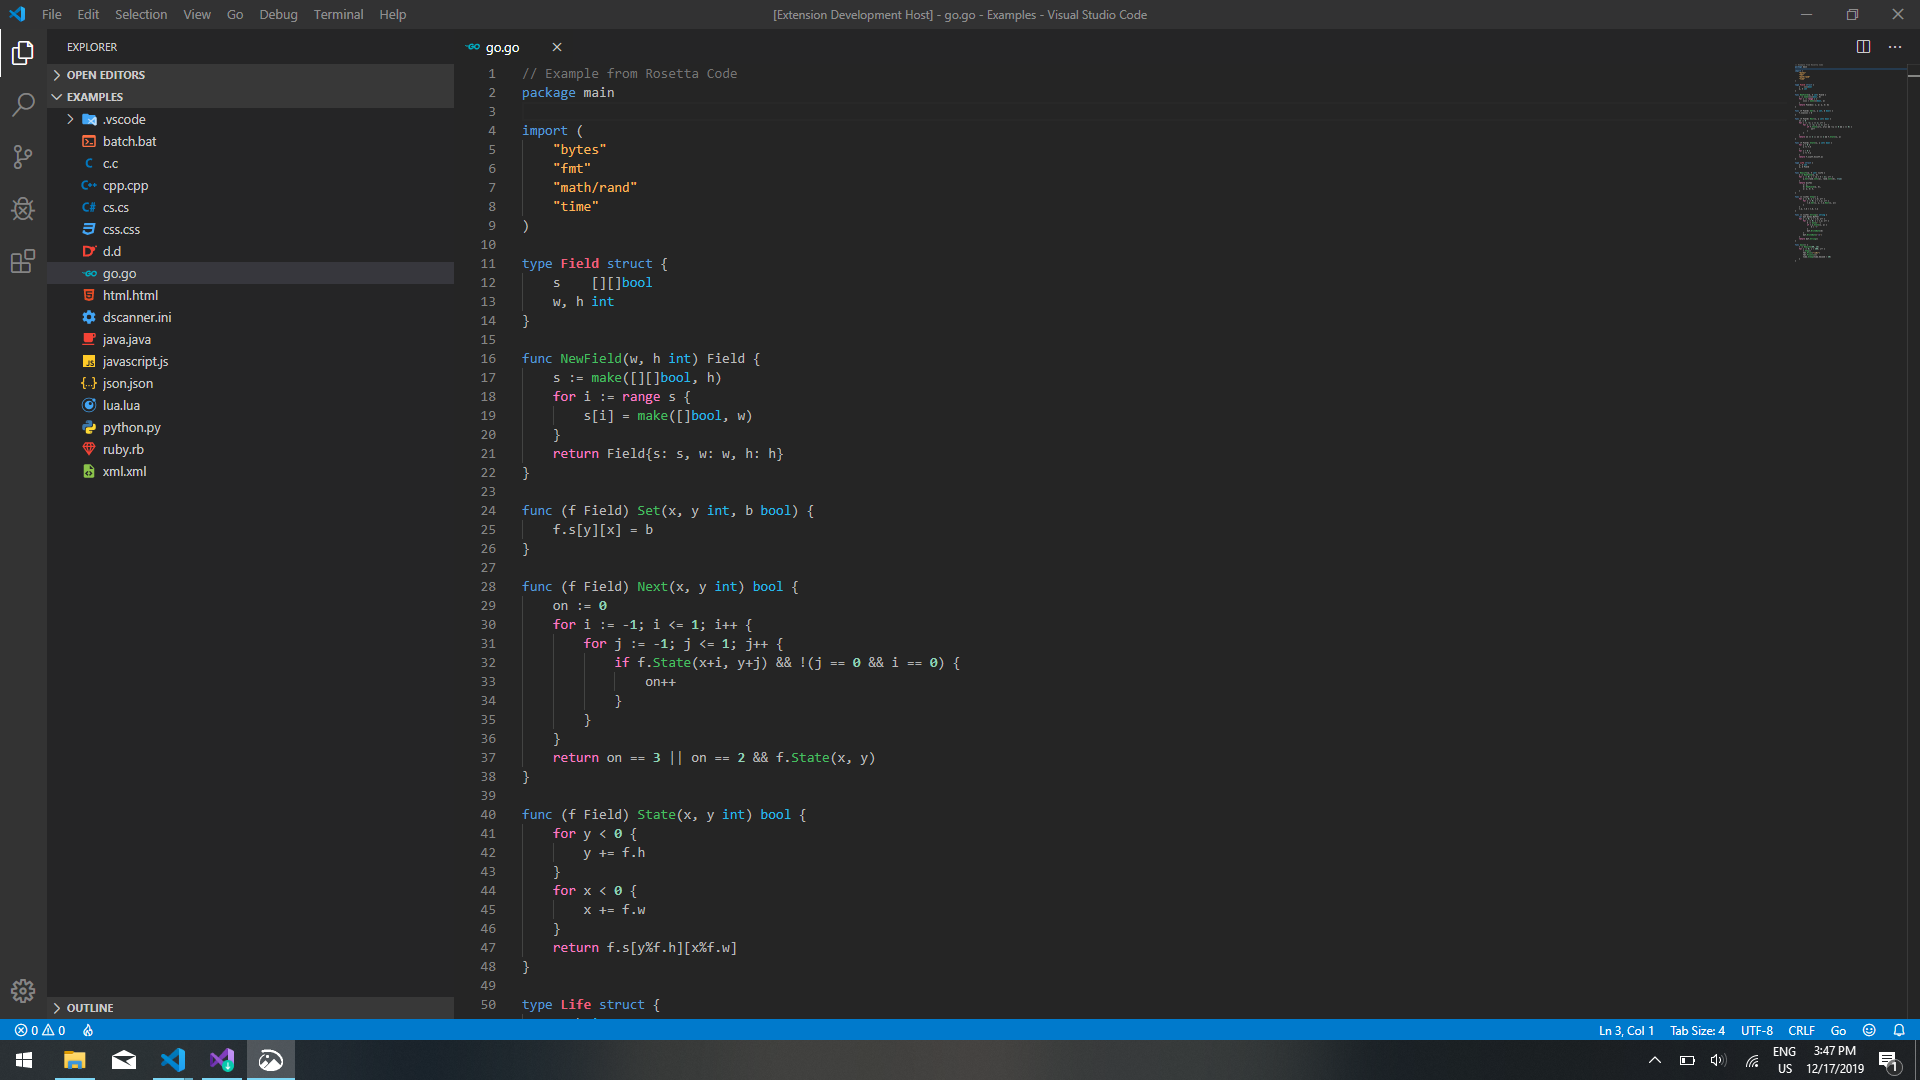 File Edit Selection View Go Debug Terminal Help
[Extension Development Host] - go.go - Examples - Visual Studio Code
EXPLORER
OPEN EDITORS
EXAMPLES
.vscode
batch.bat
C c.c
C++ cpp.cpp
C# cs.cs
css.css
d.d
go.go
html.html
dscanner.ini
java.java
JS javascript.js
{..} json.json
lua.lua
python.py
ruby.rb
xml.xml
OUTLINE
GO go.go
1 // Example from Rosetta Code
2 package main
3
4 import (
5     "bytes"
6     "fmt"
7     "math/rand"
8     "time"
9 )
10
11 type Field struct {
12     s    [][]bool
13     w, h int
14 }
15
16 func NewField(w, h int) Field {
17     s := make([][]bool, h)
18     for i := range s {
19         s[i] = make([]bool, w)
20     }
21     return Field{s: s, w: w, h: h}
22 }
23
24 func (f Field) Set(x, y int, b bool) {
25     f.s[y][x] = b
26 }
27
28 func (f Field) Next(x, y int) bool {
29     on := 0
30     for i := -1; i <= 1; i++ {
31         for j := -1; j <= 1; j++ {
32             if f.State(x+i, y+j) && !(j == 0 && i == 0) {
33                 on++
34             }
35         }
36     }
37     return on == 3 || on == 2 && f.State(x, y)
38 }
39
40 func (f Field) State(x, y int) bool {
41     for y < 0 {
42         y += f.h
43     }
44     for x < 0 {
45         x += f.w
46     }
47     return f.s[y%f.h][x%f.w]
48 }
49
50 type Life struct {
0 0
Ln 3, Col 1 Tab Size: 4 UTF-8 CRLF Go
ENG
US
3:47 PM
12/17/2019
1